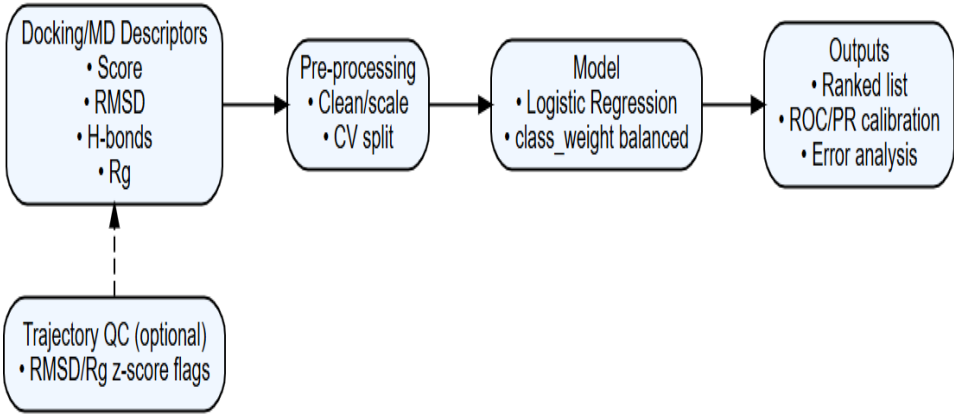 Docking/MD Descriptors
• Score
• RMSD
• H-bonds
• Rg
Pre-processing
• Clean/scale
• CV split
Model
• Logistic Regression
• class_weight balanced
Outputs
• Ranked list
• ROC/PR calibration
• Error analysis
Trajectory QC (optional)
• RMSD/Rg z-score flags